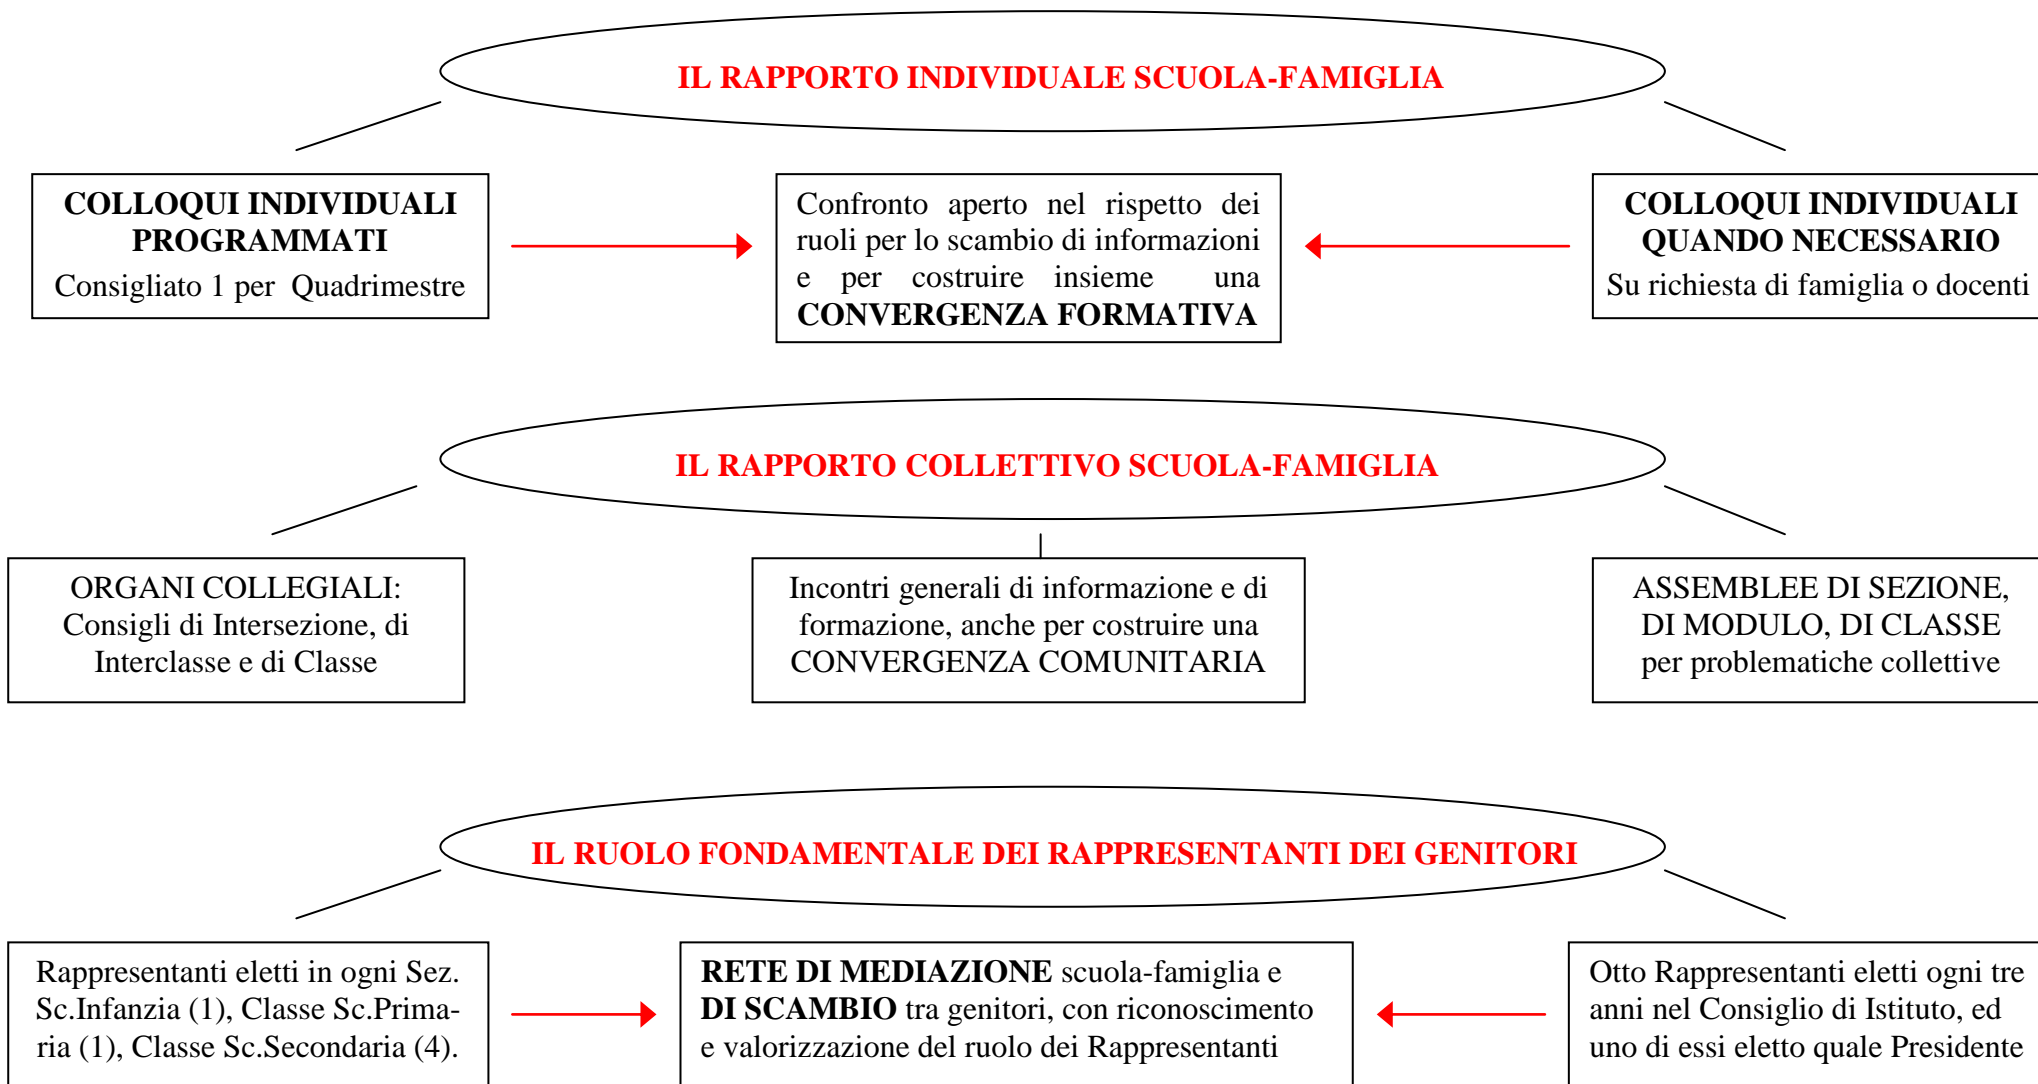 IL RAPPORTO INDIVIDUALE SCUOLA-FAMIGLIA
COLLOQUI INDIVIDUALI
PROGRAMMATI
Consigliato 1 per Quadrimestre
Confronto aperto nel rispetto dei
ruoli per lo scambio di informazioni
e per costruire insieme una
CONVERGENZA FORMATIVA
COLLOQUI INDIVIDUALI
QUANDO NECESSARIO
Su richiesta di famiglia o docenti
IL RAPPORTO COLLETTIVO SCUOLA-FAMIGLIA
ORGANI COLLEGIALI:
Consigli di Intersezione, di
Interclasse e di Classe
Incontri generali di informazione e di
formazione, anche per costruire una
CONVERGENZA COMUNITARIA
ASSEMBLEE DI SEZIONE,
DI MODULO, DI CLASSE
per problematiche collettive
IL RUOLO FONDAMENTALE DEI RAPPRESENTANTI DEI GENITORI
Rappresentanti eletti in ogni Sez.
Sc.Infanzia (1), Classe Sc.Prima-
ria (1), Classe Sc.Secondaria (4).
RETE DI MEDIAZIONE scuola-famiglia e
DI SCAMBIO tra genitori, con riconoscimento
e valorizzazione del ruolo dei Rappresentanti
Otto Rappresentanti eletti ogni tre
anni nel Consiglio di Istituto, ed
uno di essi eletto quale Presidente